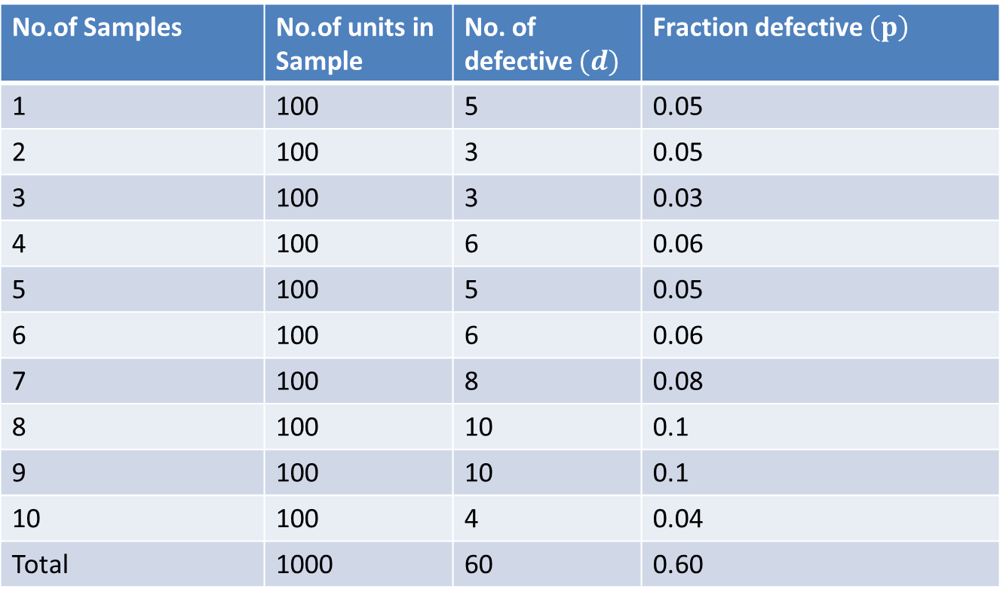 No.of Samples No.of units in Sample No. of defective (d) Fraction defective (p)
1 100 5 0.05
2 100 3 0.05
3 100 3 0.03
4 100 6 0.06
5 100 5 0.05
6 100 6 0.06
7 100 8 0.08
8 100 10 0.1
9 100 10 0.1
10 100 4 0.04
Total 1000 60 0.60